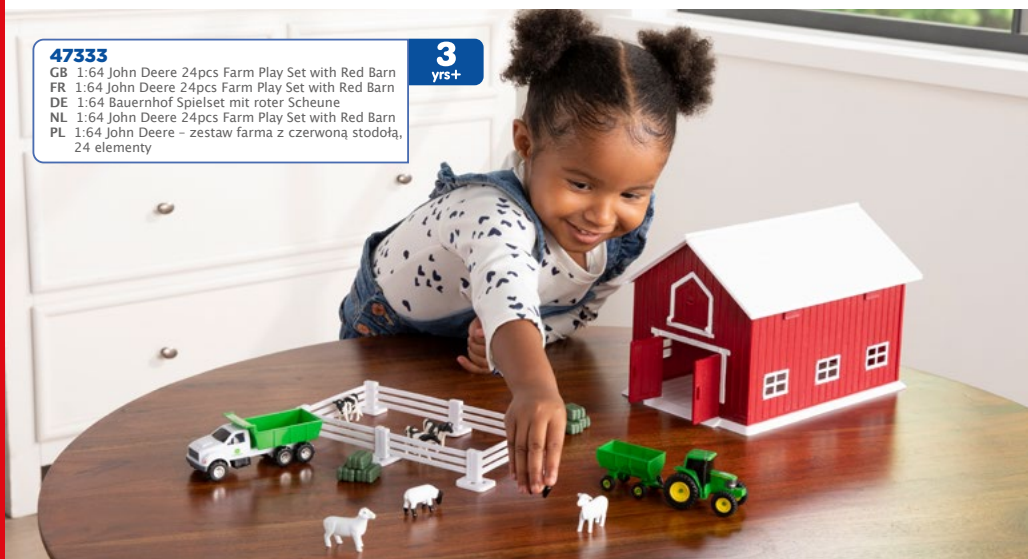 47333
GB 1:64 John Deere 24pcs Farm Play Set with Red Barn
FR 1:64 John Deere 24pcs Farm Play Set with Red Barn
DE 1:64 Bauernhof Spielset mit roter Scheune
NL 1:64 John Deere 24pcs Farm Play Set with Red Barn
PL 1:64 John Deere – zestaw farma z czerwoną stodołą,
24 elementy
3
yrs+